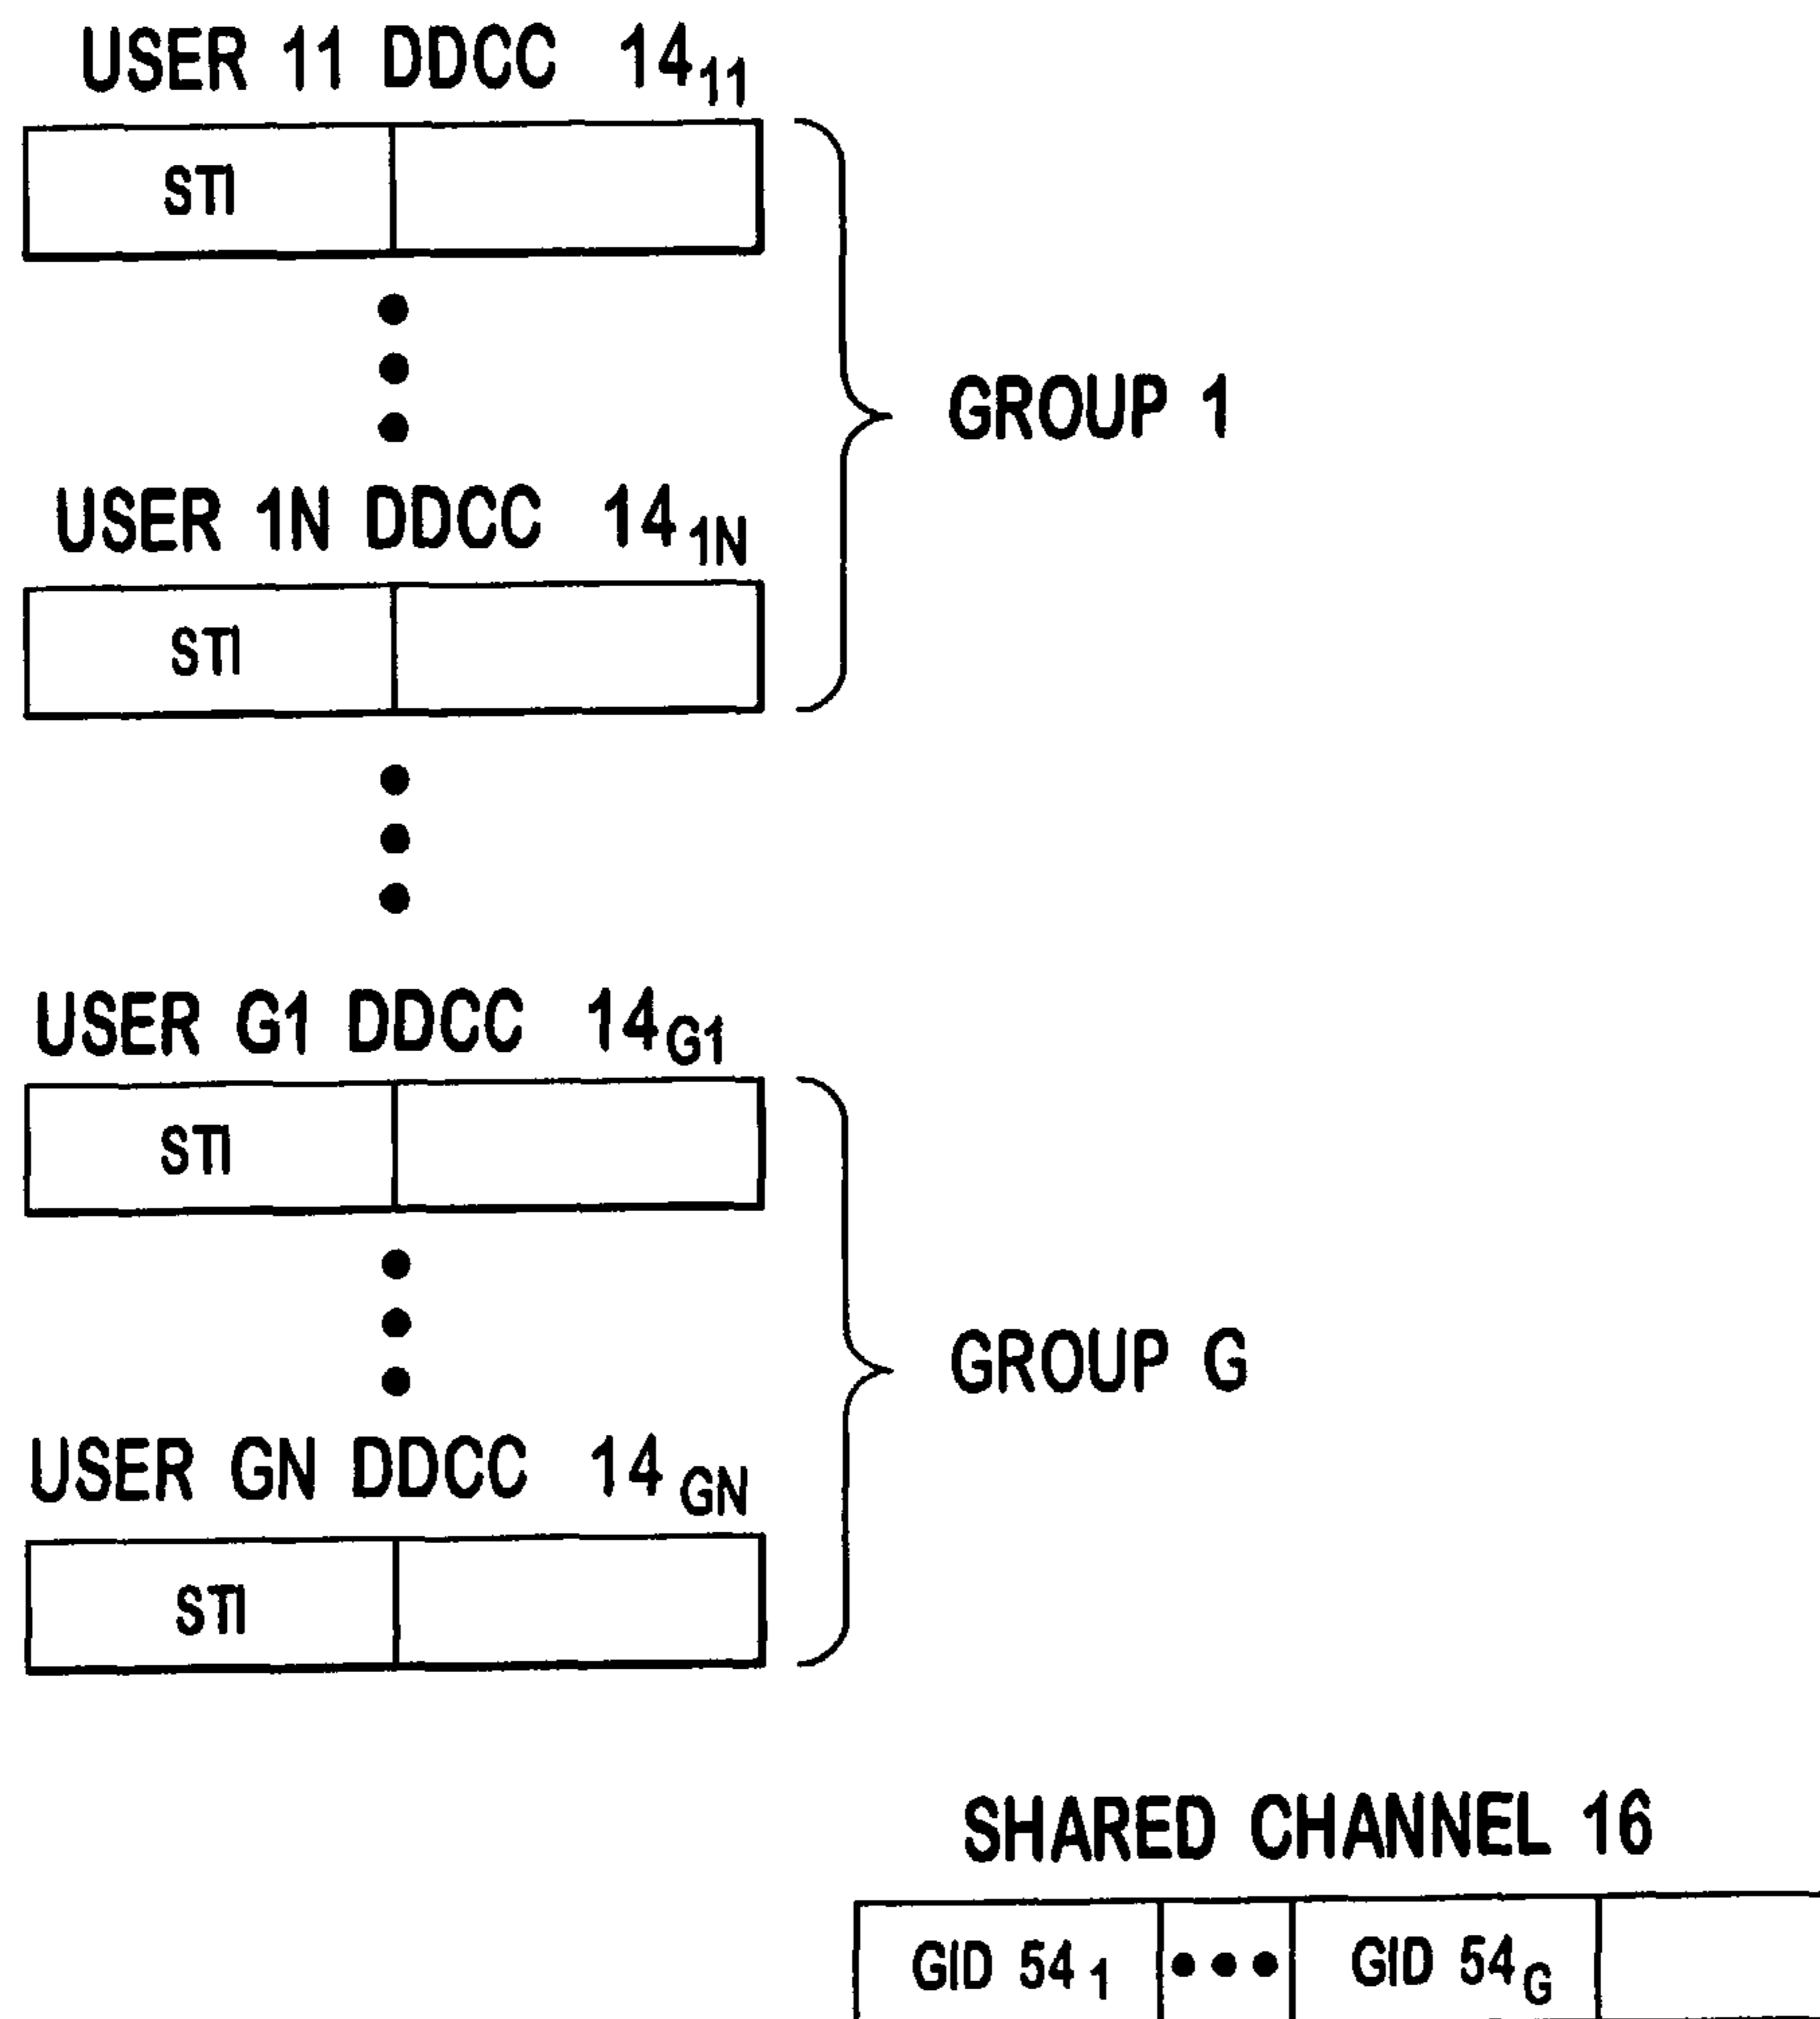 USER 11 DDCC 14₁₁
STI
GROUP 1
USER 1N DDCC 14₁N
STI
USER G1 DDCC 14G1
STI
GROUP G
USER GN DDCC 14GN
STI
SHARED CHANNEL 16
GID 54₁ ••• GID 54G